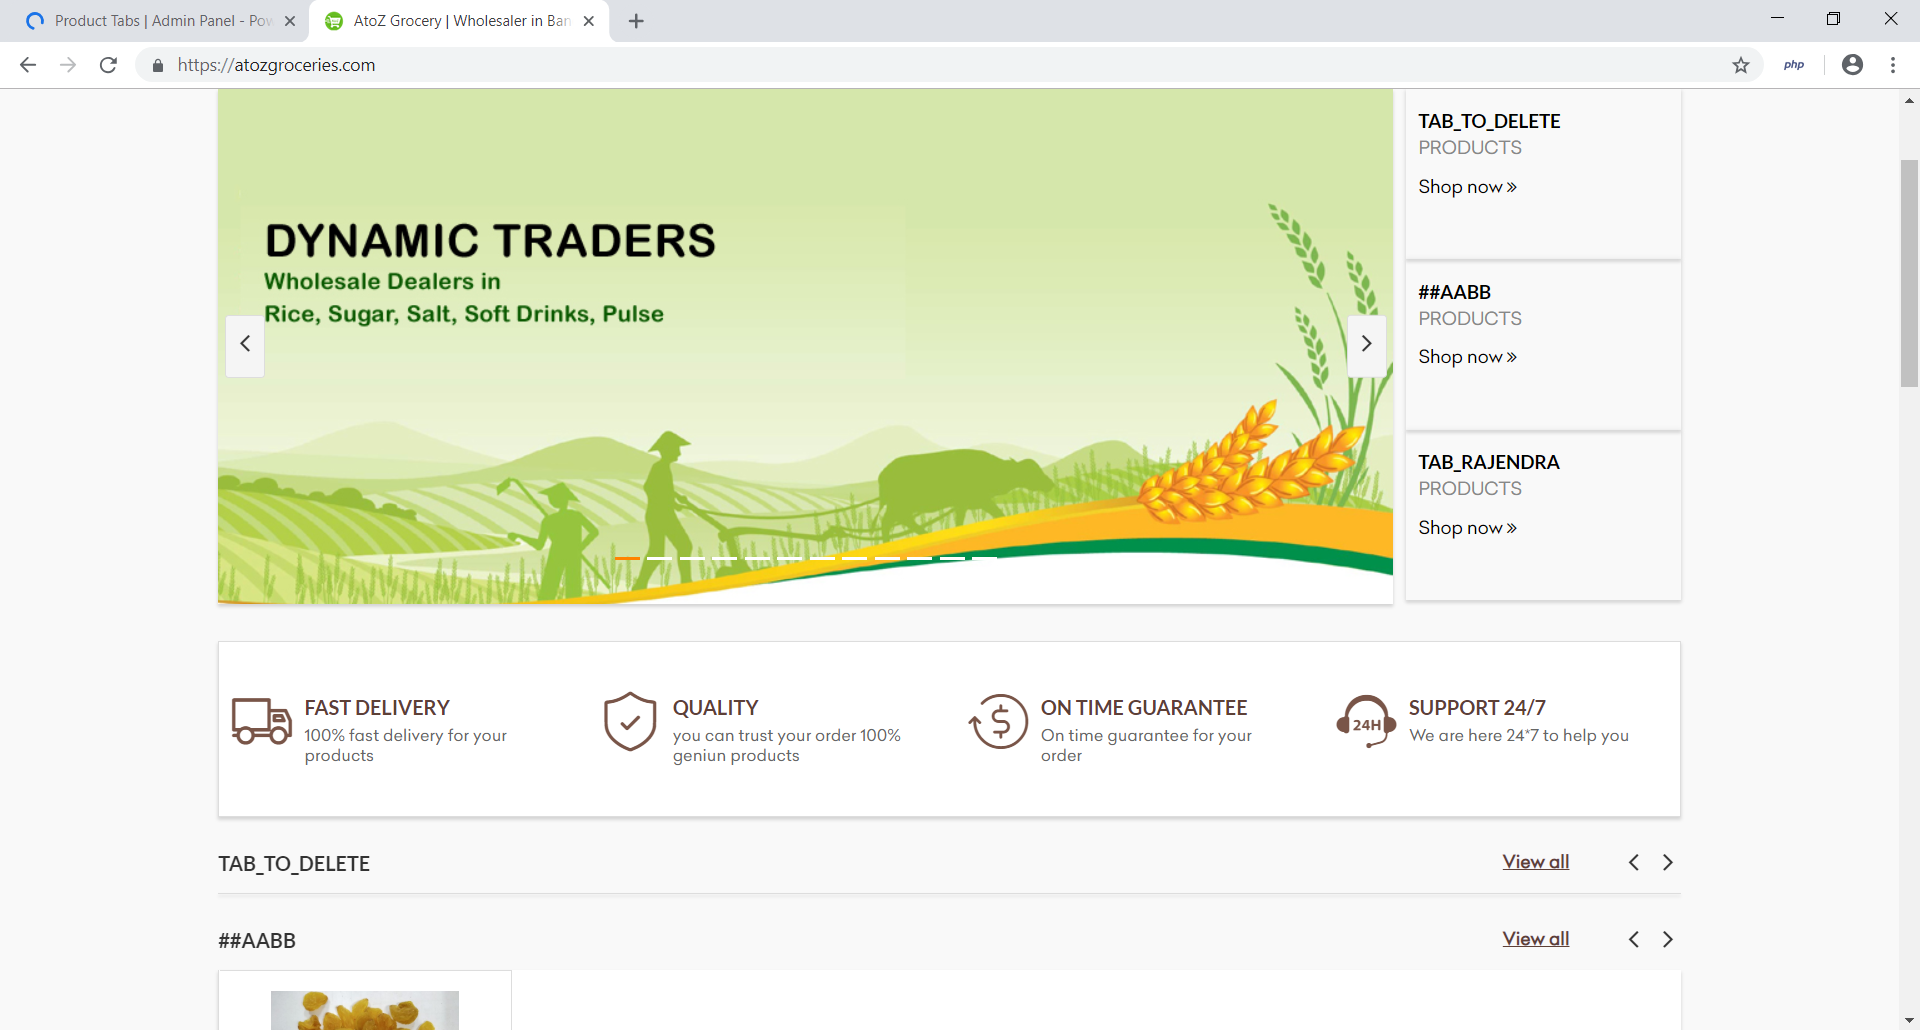 Product Tabs | Admin Panel - Pow
AtoZ Grocery | Wholesaler in Ban
https://atozgroceries.com
php
DYNAMIC TRADERS
Wholesale Dealers in
Rice, Sugar, Salt, Soft Drinks, Pulse
TAB_TO_DELETE
PRODUCTS
Shop now »
##AABB
PRODUCTS
Shop now »
TAB_RAJENDRA
PRODUCTS
Shop now »
FAST DELIVERY
100% fast delivery for your
products
QUALITY
you can trust your order 100%
geniun products
ON TIME GUARANTEE
On time guarantee for your
order
24H
SUPPORT 24/7
We are here 24*7 to help you
TAB_TO_DELETE
View all
##AABB
View all